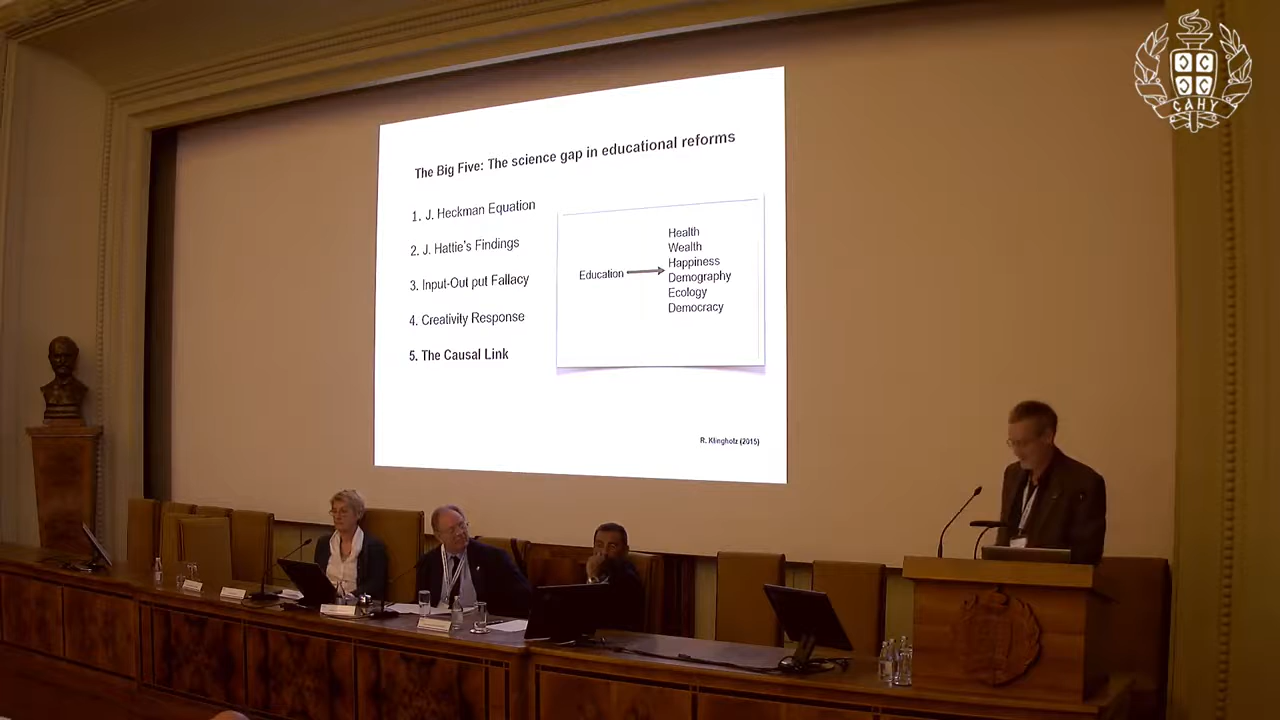 The Big Five: The science gap in educational reforms
1. J. Heckman Equation
2. J. Hattie's Findings
3. Input-Out put Fallacy
4. Creativity Response
5. The Causal Link
Education
Health
Wealth
Happiness
Demography
Ecology
Democracy
R. Klingholz (2015)
САНУ